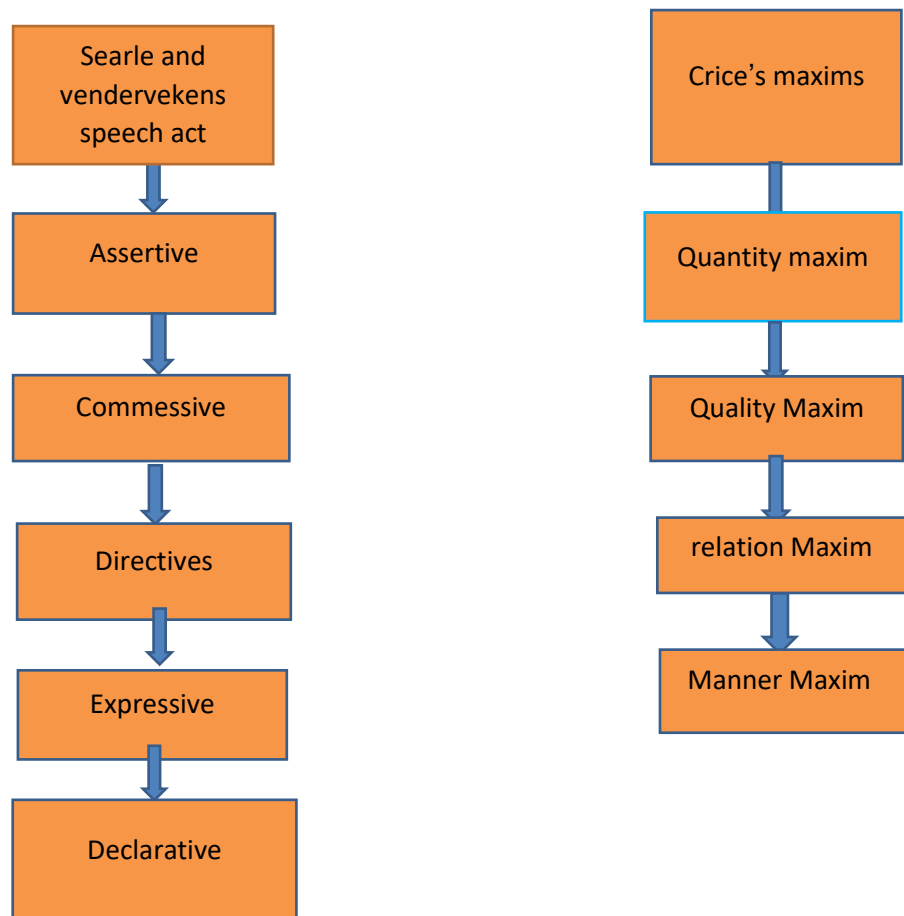 Searle and
vendervekens
speech act
Assertive
Commessive
Directives
Expressive
Declarative
Crice’s maxims
Quantity maxim
Quality Maxim
relation Maxim
Manner Maxim